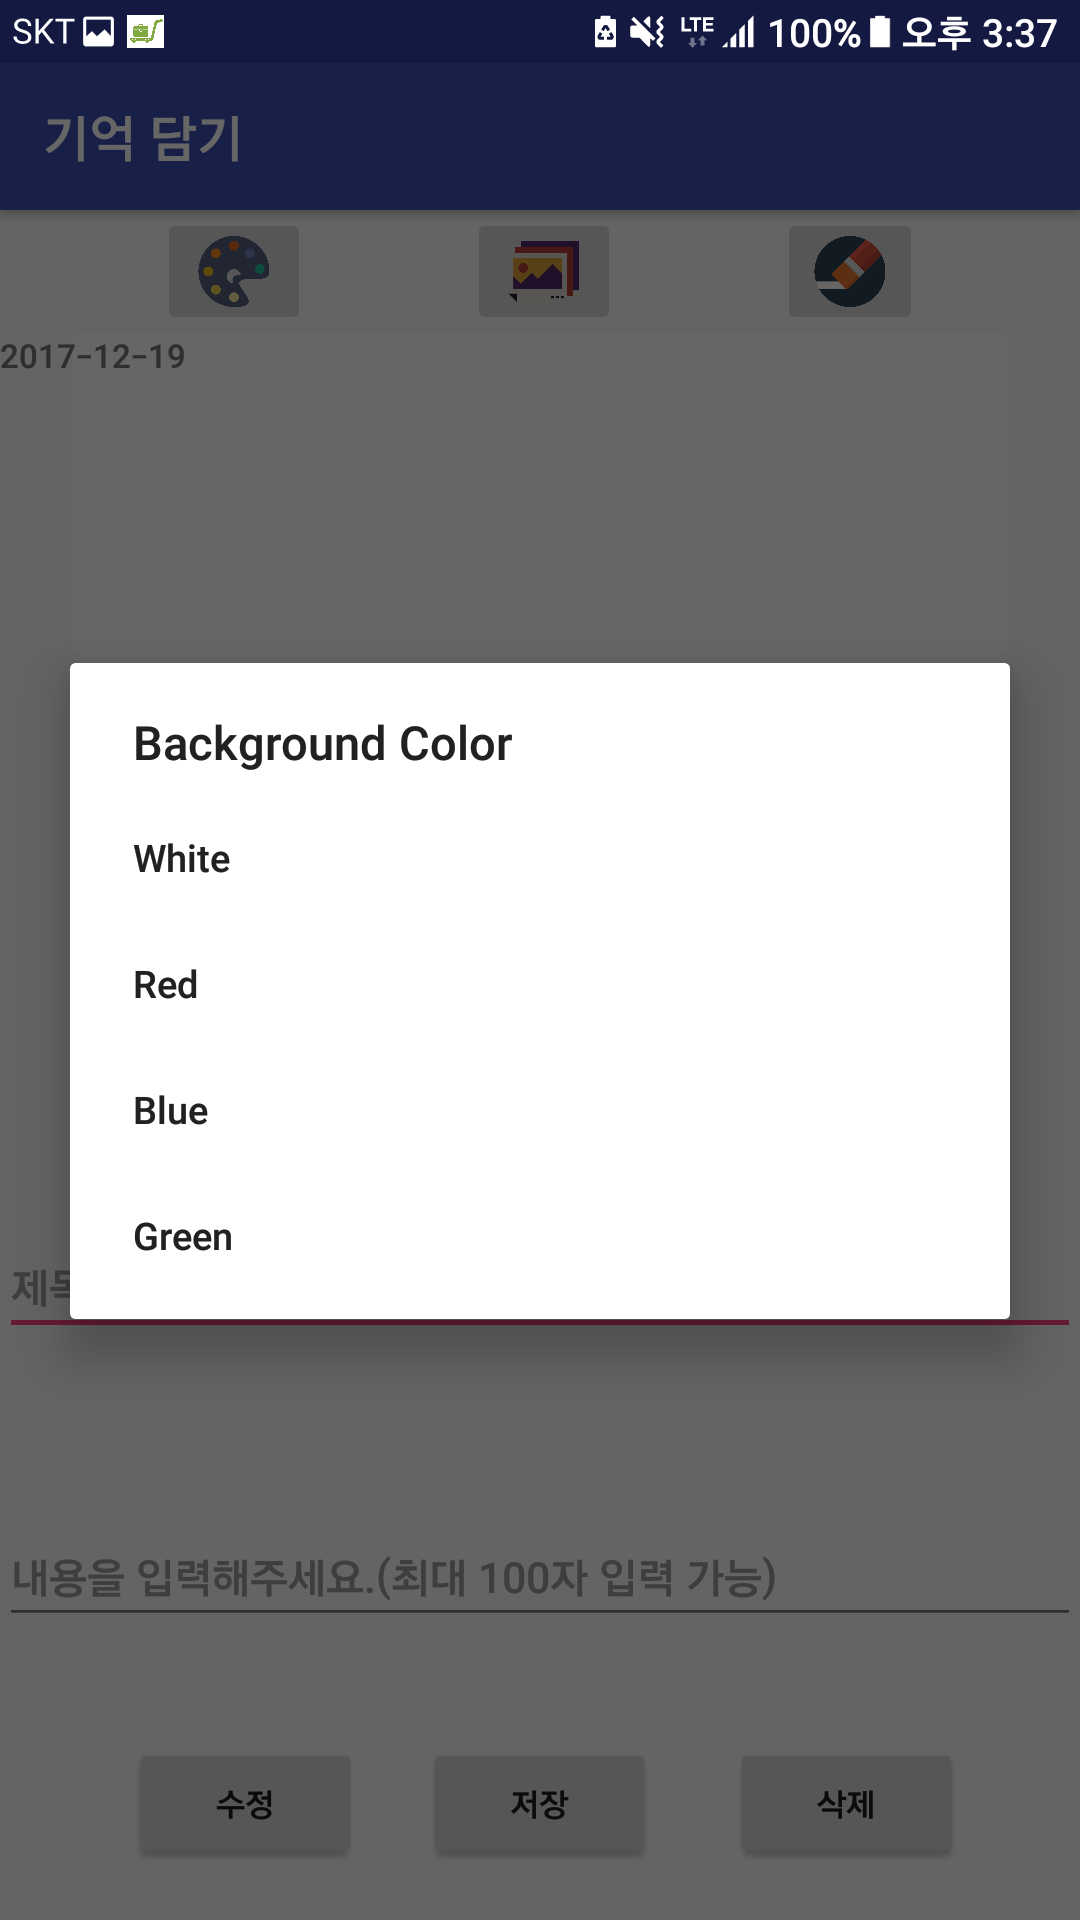 SKT LTE 100% 오후 3:37
기억 담기
2017-12-19
Background Color
White
Red
Blue
Green
내용을 입력해주세요.(최대 100자 입력 가능)
수정 저장 삭제